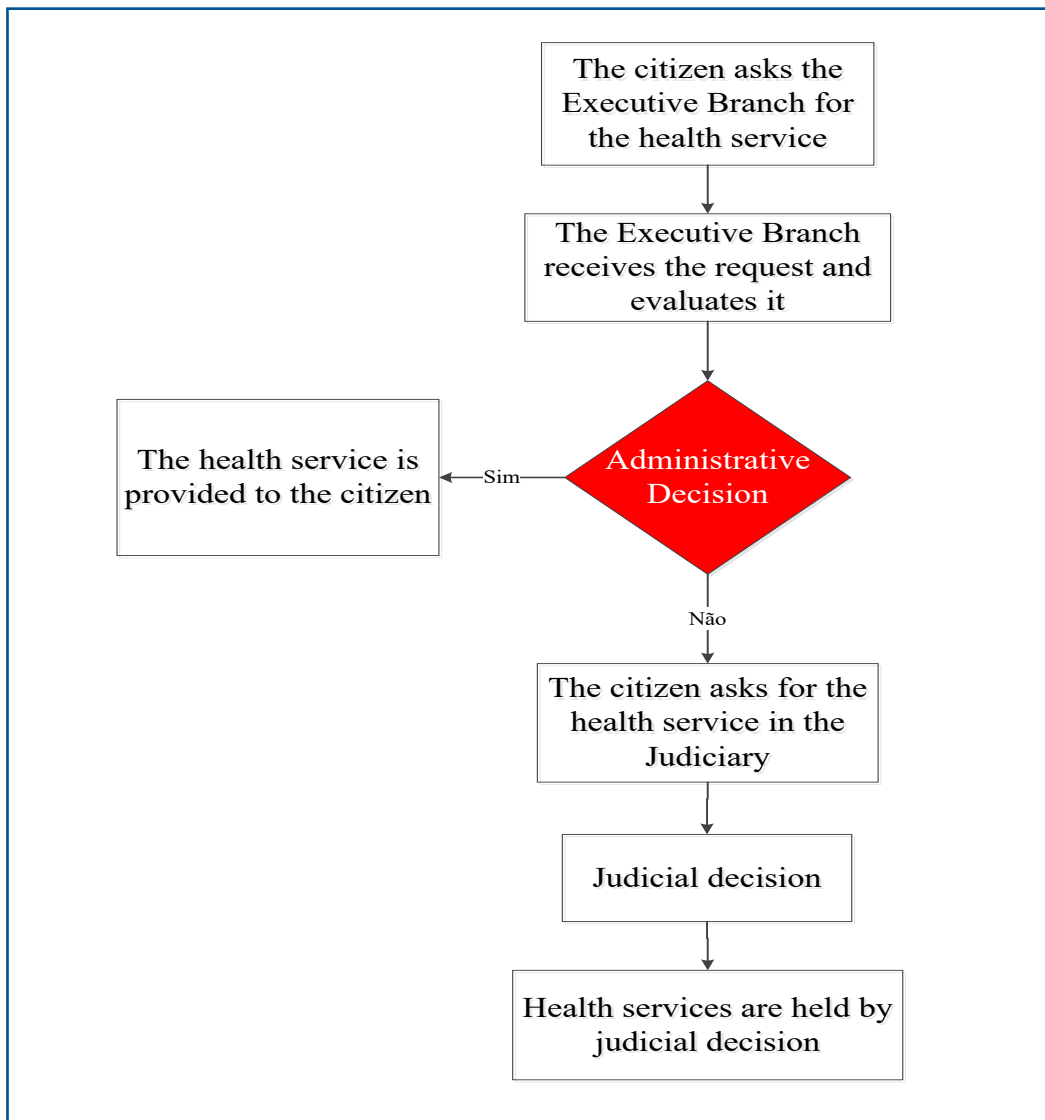 The citizen asks the
Executive Branch for
the health service
The Executive Branch
receives the request and
evaluates it
Administrative
Decision
Sim
The health service is
provided to the citizen
Não
The citizen asks for the
health service in the
Judiciary
Judicial decision
Health services are held by
judicial decision